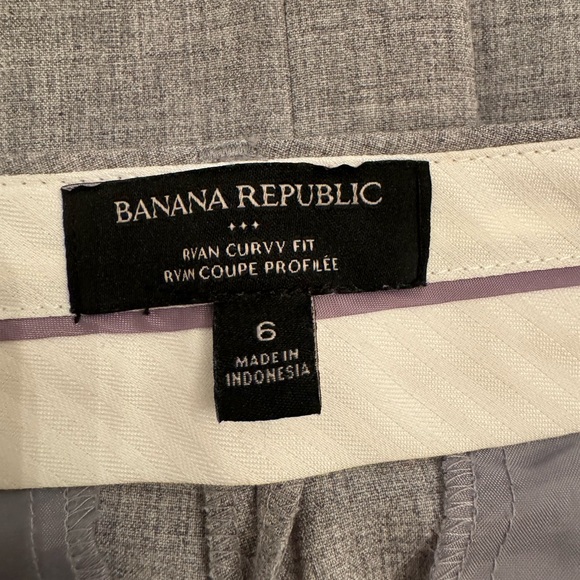 BANANA REPUBLIC
RYAN CURVY FIT
RYAN COUPE PROFILÉE
6
MADE IN
INDONESIA